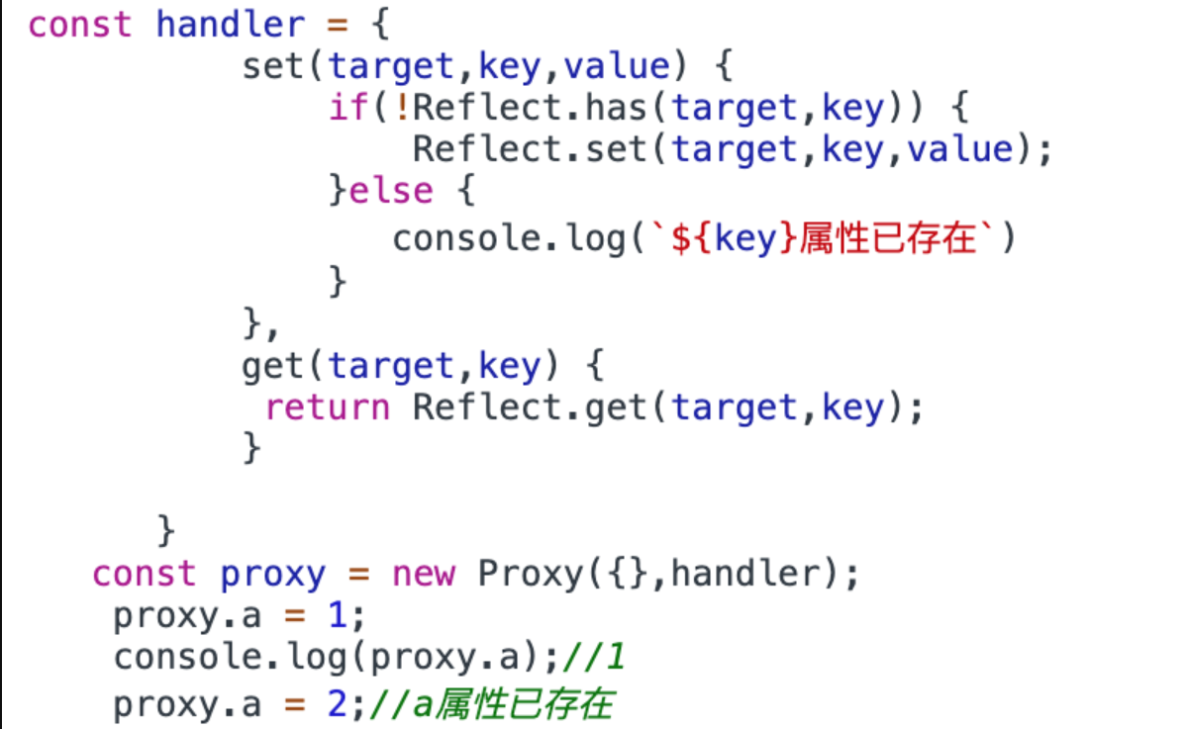 const handler = {
set(target,key,value) {
if(!Reflect.has(target,key)) {
Reflect.set(target,key,value);
}else {
console.log(`${key}属性已存在`)
}
},
get(target,key) {
return Reflect.get(target,key);
}
}
const proxy = new Proxy({},handler);
proxy.a = 1;
console.log(proxy.a);//1
proxy.a = 2;//a属性已存在